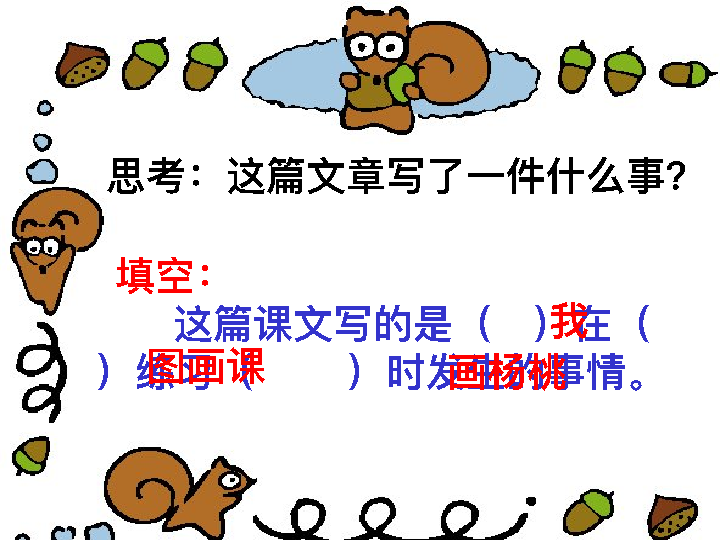 思考：这篇文章写了一件什么事?
填空：
这篇课文写的是（ ）在（
）练习（ ）时发生的事情。
我
图画课
画杨桃